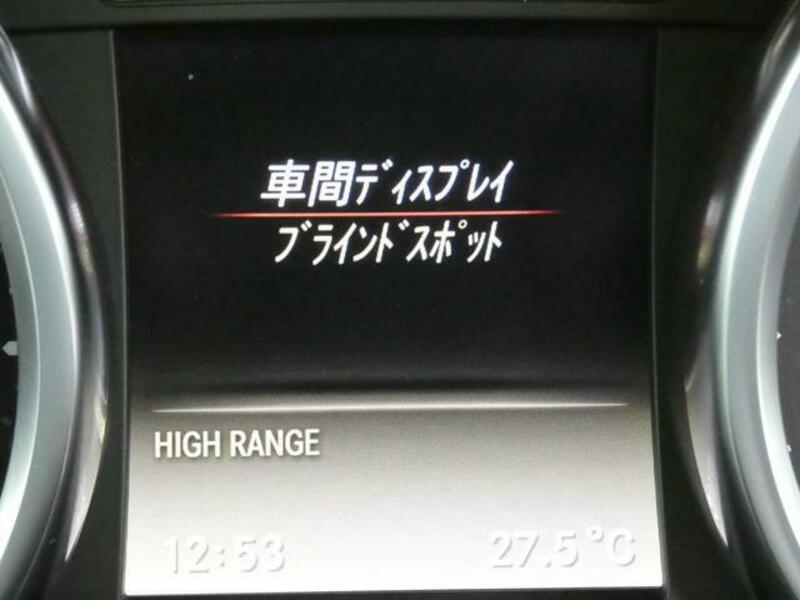 車間ﾃﾞｨｽﾌﾟﾚｲ
ﾌﾞﾗｲﾝﾄﾞｽﾎﾟｯﾄ
HIGH RANGE
12:53 27.5°C